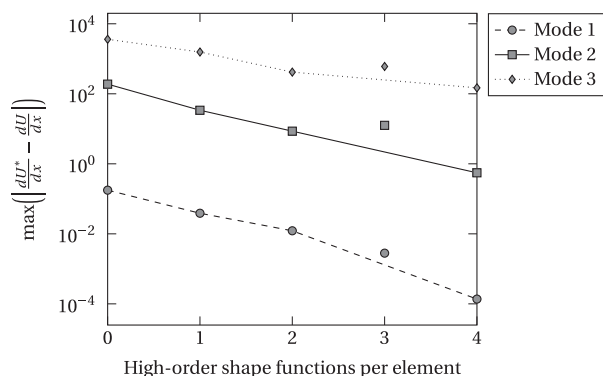 10^4
10^2
10^0
10^−2
10^−4
max(|dU*/dx − dU/dx|)
0 1 2 3 4
High-order shape functions per element
Mode 1
Mode 2
Mode 3